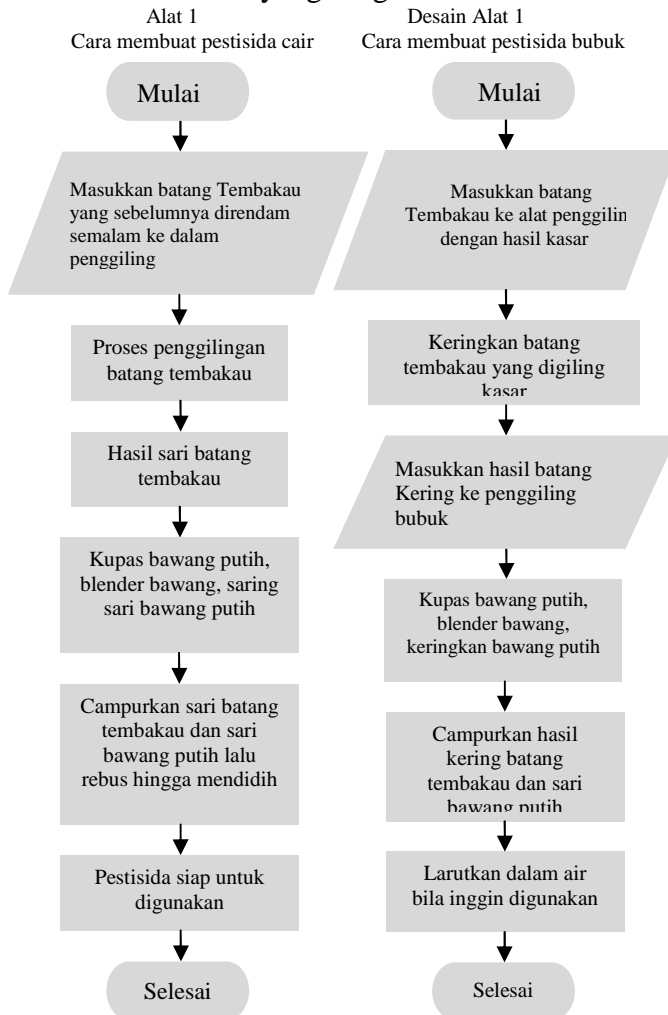 Alat 1
Cara membuat pestisida cair
Mulai
Masukkan batang Tembakau
yang sebelumnya direndam
semalam ke dalam
penggiling
Proses penggilingan
batang tembakau
Hasil sari batang
tembakau
Kupas bawang putih,
blender bawang, saring
sari bawang putih
Campurkan sari batang
tembakau dan sari
bawang putih lalu
rebus hingga mendidih
Pestisida siap untuk
digunakan
Selesai
Desain Alat 1
Cara membuat pestisida bubuk
Mulai
Masukkan batang
Tembakau ke alat penggilin
dengan hasil kasar
Keringkan batang
tembakau yang digiling
kasar
Masukkan hasil batang
Kering ke penggiling
bubuk
Kupas bawang putih,
blender bawang,
keringkan bawang putih
Campurkan hasil
kering batang
tembakau dan sari
bawang putih
Larutkan dalam air
bila inggin digunakan
Selesai